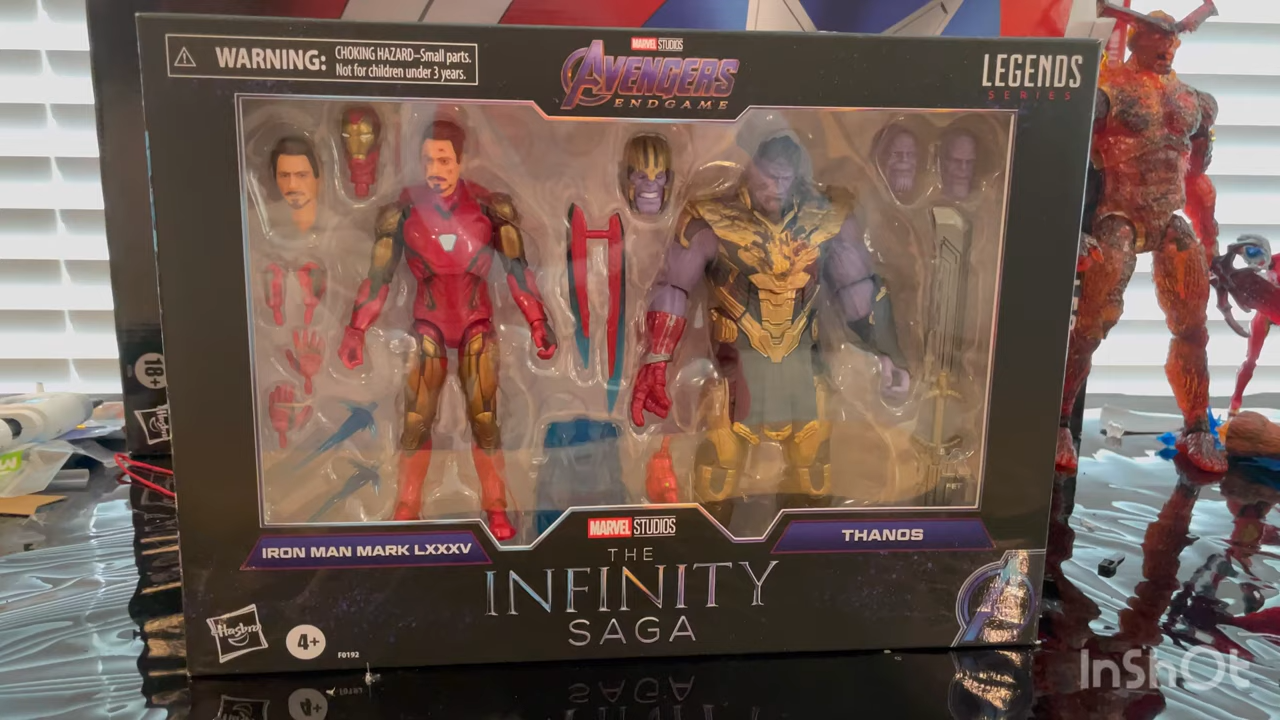 WARNING: CHOKING HAZARD–Small parts.
Not for children under 3 years.
MARVEL STUDIOS
AVENGERS
ENDGAME
LEGENDS
SERIES
18+
Hasbro
IRON MAN MARK LXXXV
MARVEL STUDIOS
THANOS
THE
INFINITY
SAGA
Hasbro
4+
F0192
InShOt